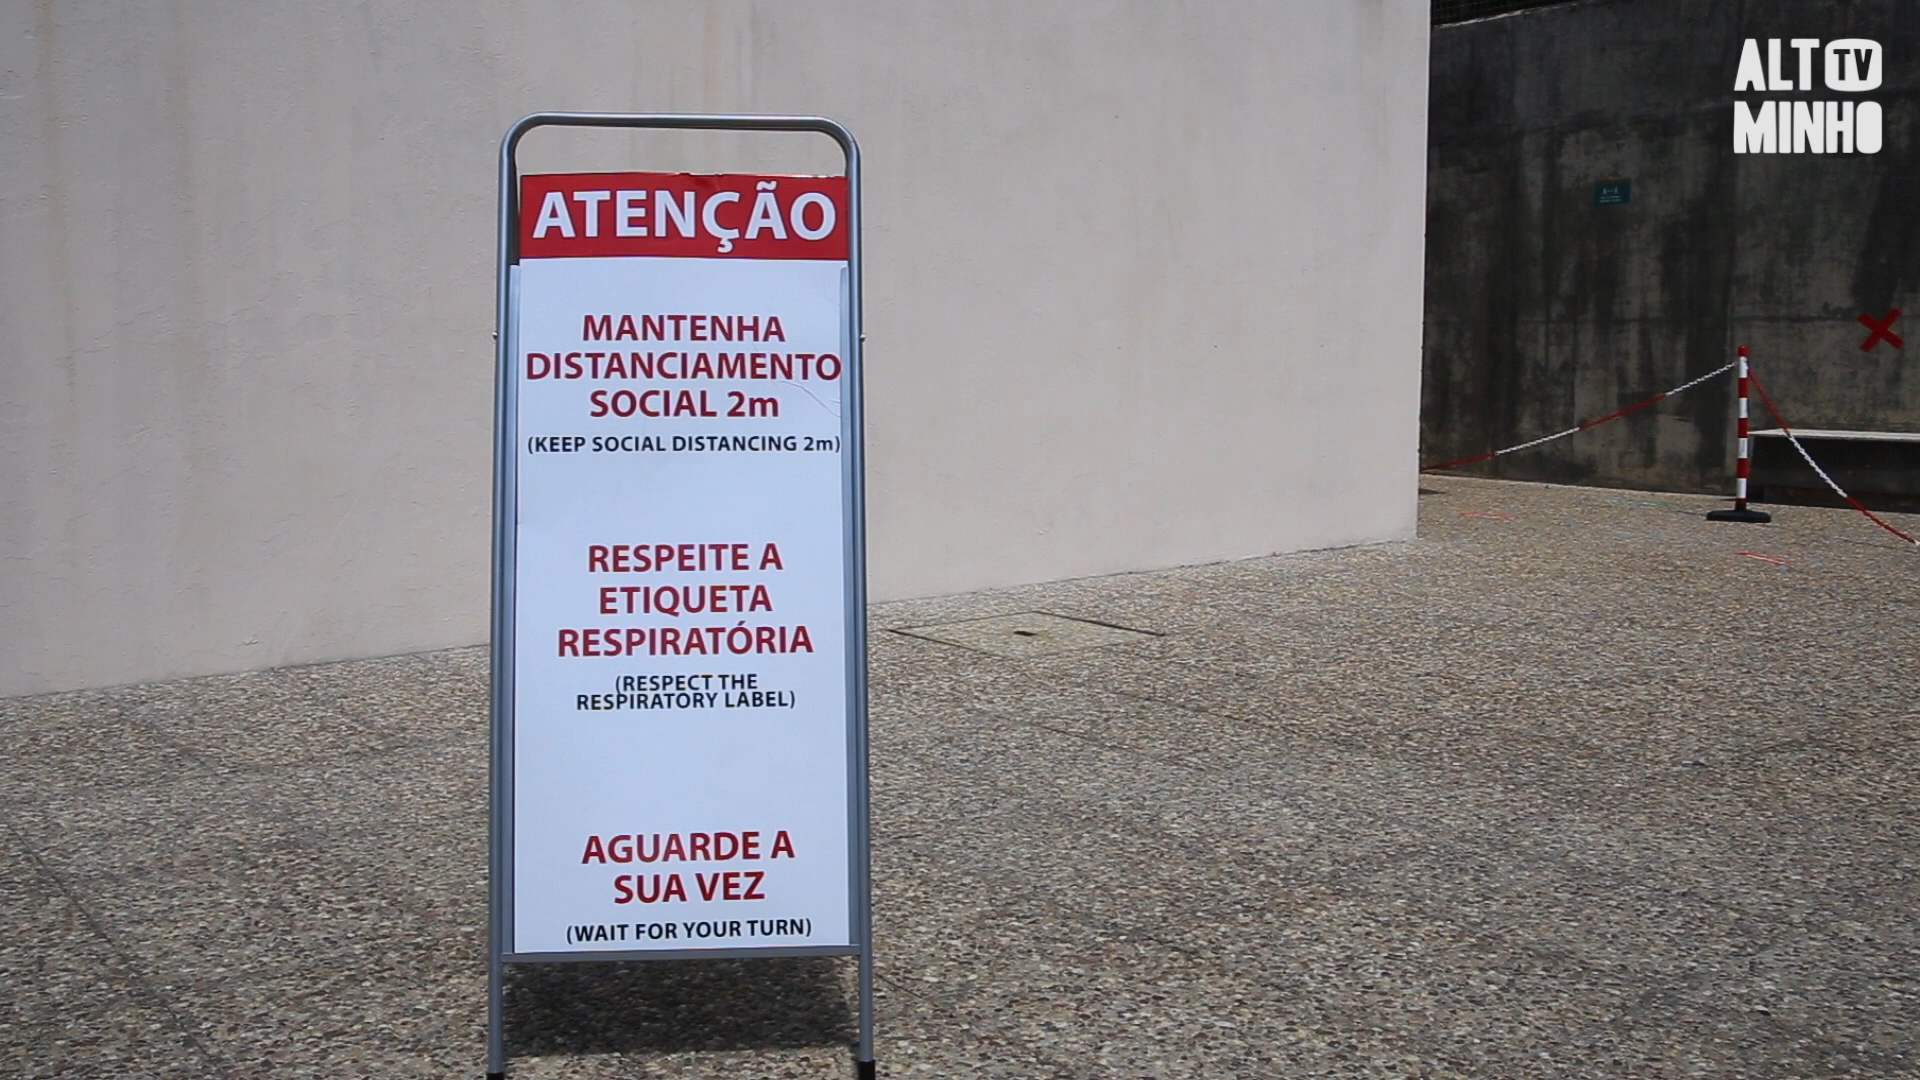 ALTO TV
MINHO
ATENÇÃO
MANTENHA
DISTANCIAMENTO
SOCIAL 2m
(KEEP SOCIAL DISTANCING 2m)
RESPEITE A
ETIQUETA
RESPIRATÓRIA
(RESPECT THE
RESPIRATORY LABEL)
AGUARDE A
SUA VEZ
(WAIT FOR YOUR TURN)